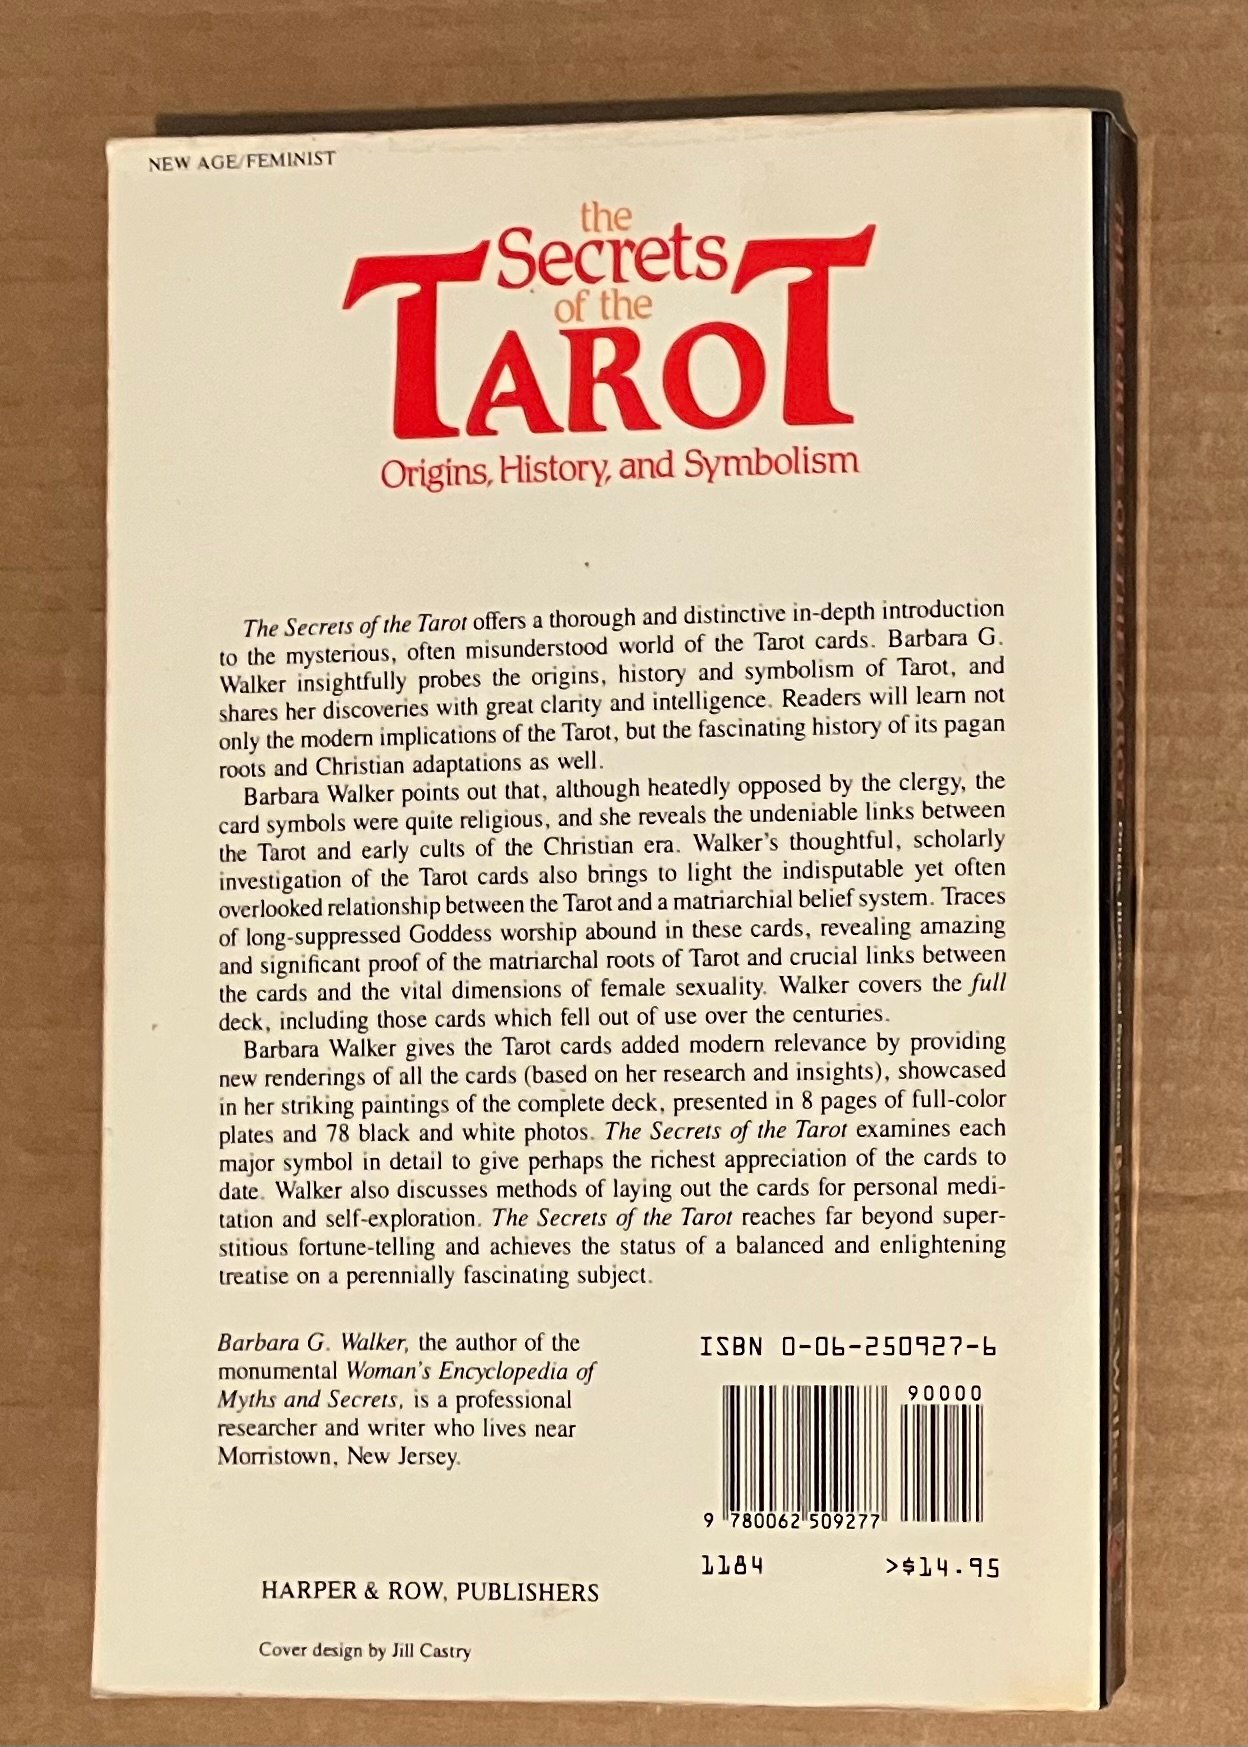 NEW AGE/FEMINIST
the
Secrets
of the
TAROT
Origins, History, and Symbolism
The Secrets of the Tarot offers a thorough and distinctive in-depth introduction
to the mysterious, often misunderstood world of the Tarot cards. Barbara G.
Walker insightfully probes the origins, history and symbolism of Tarot, and
shares her discoveries with great clarity and intelligence. Readers will learn not
only the modern implications of the Tarot, but the fascinating history of its pagan
roots and Christian adaptations as well.
Barbara Walker points out that, although heatedly opposed by the clergy, the
card symbols were quite religious, and she reveals the undeniable links between
the Tarot and early cults of the Christian era. Walker's thoughtful, scholarly
investigation of the Tarot cards also brings to light the indisputable yet often
overlooked relationship between the Tarot and a matriarchial belief system. Traces
of long-suppressed Goddess worship abound in these cards, revealing amazing
and significant proof of the matriarchal roots of Tarot and crucial links between
the cards and the vital dimensions of female sexuality. Walker covers the full
deck, including those cards which fell out of use over the centuries.
Barbara Walker gives the Tarot cards added modern relevance by providing
new renderings of all the cards (based on her research and insights), showcased
in her striking paintings of the complete deck, presented in 8 pages of full-color
plates and 78 black and white photos. The Secrets of the Tarot examines each
major symbol in detail to give perhaps the richest appreciation of the cards to
date. Walker also discusses methods of laying out the cards for personal medi-
tation and self-exploration. The Secrets of the Tarot reaches far beyond super-
stitious fortune-telling and achieves the status of a balanced and enlightening
treatise on a perennially fascinating subject.
Barbara G. Walker, the author of the
monumental Woman's Encyclopedia of
Myths and Secrets, is a professional
researcher and writer who lives near
Morristown, New Jersey.
ISBN 0-06-250927-6
90000
9 780062 509277
1184 >$14.95
HARPER & ROW, PUBLISHERS
Cover design by Jill Castry